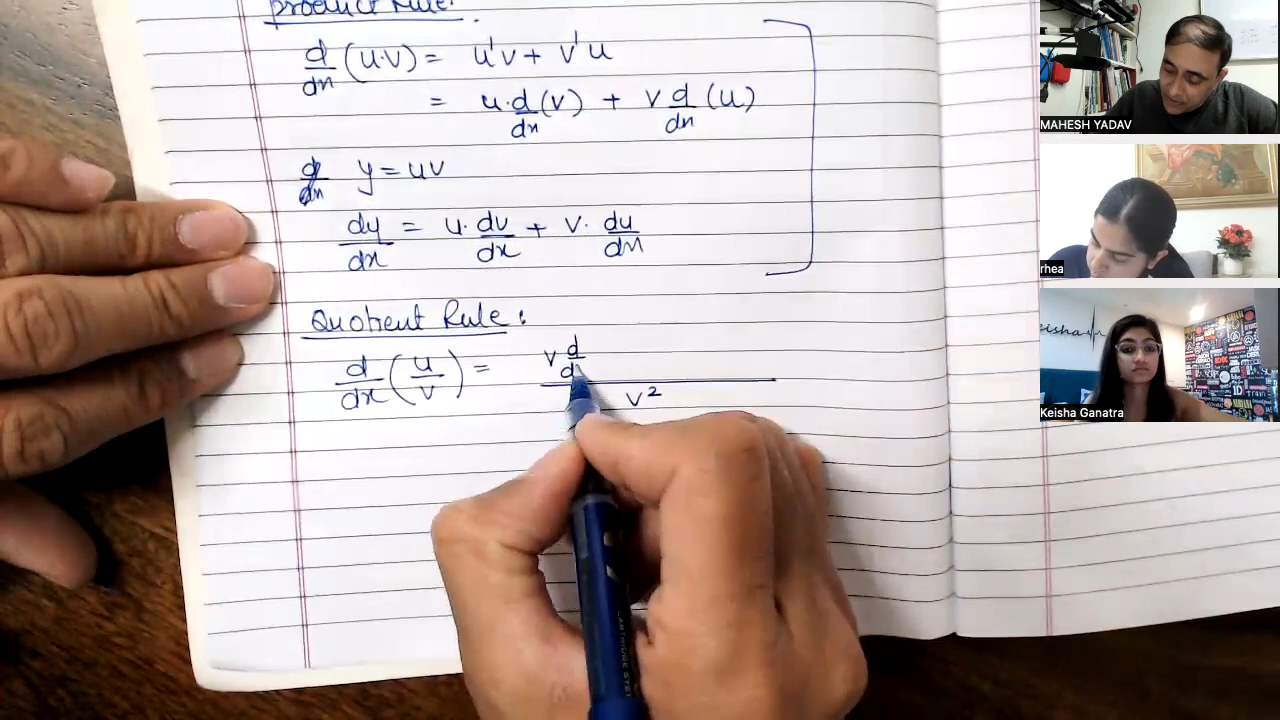 product Rule:
d/dx (u.v) = u'v + v'u
= u. d/dx (v) + v d/dx (u)
d/dx y = uv
dy/dx = u. dv/dx + v. du/dx
Quotient Rule:
d/dx (u/v) = v d/d / v²
MAHESH YADAV
rhea
Keisha Ganatra
keisha